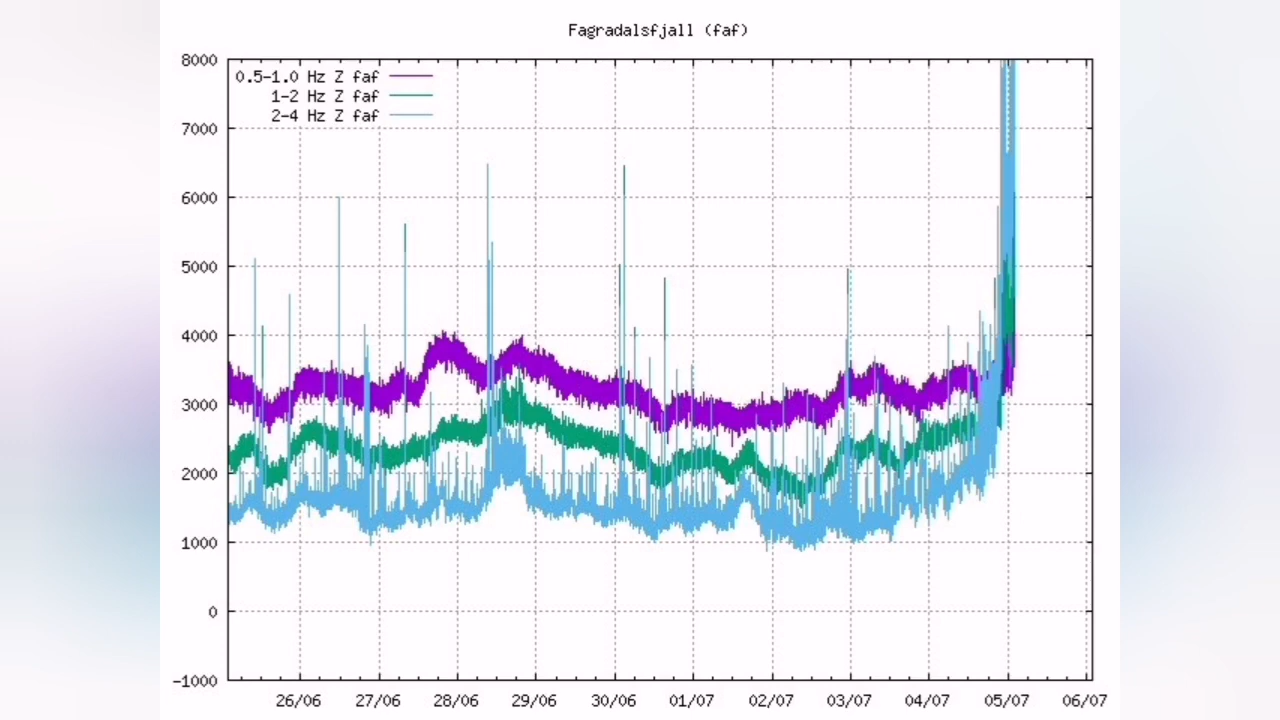 Fagradalsfjall (faf)
8000
0.5-1.0 Hz Z faf
1-2 Hz Z faf
2-4 Hz Z faf
7000
6000
5000
4000
3000
2000
1000
0
-1000
26/06 27/06 28/06 29/06 30/06 01/07 02/07 03/07 04/07 05/07 06/07